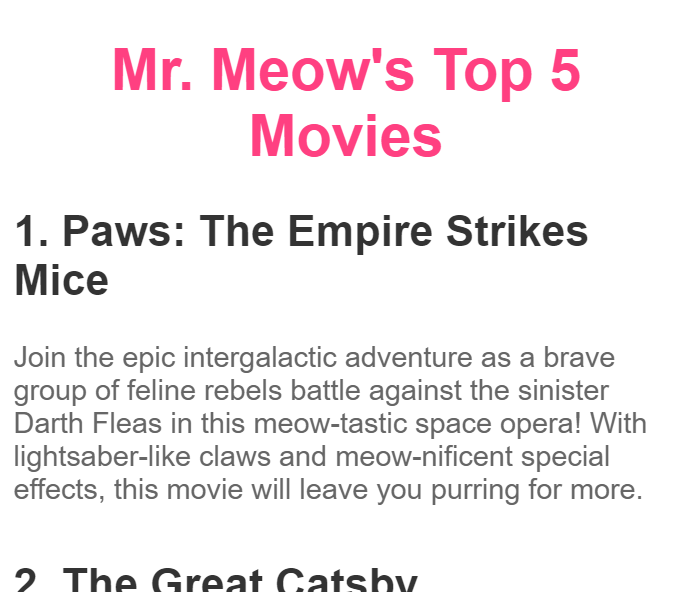 Mr. Meow's Top 5
Movies
1. Paws: The Empire Strikes
Mice
Join the epic intergalactic adventure as a brave
group of feline rebels battle against the sinister
Darth Fleas in this meow-tastic space opera! With
lightsaber-like claws and meow-nificent special
effects, this movie will leave you purring for more.
2. The Great Catsby